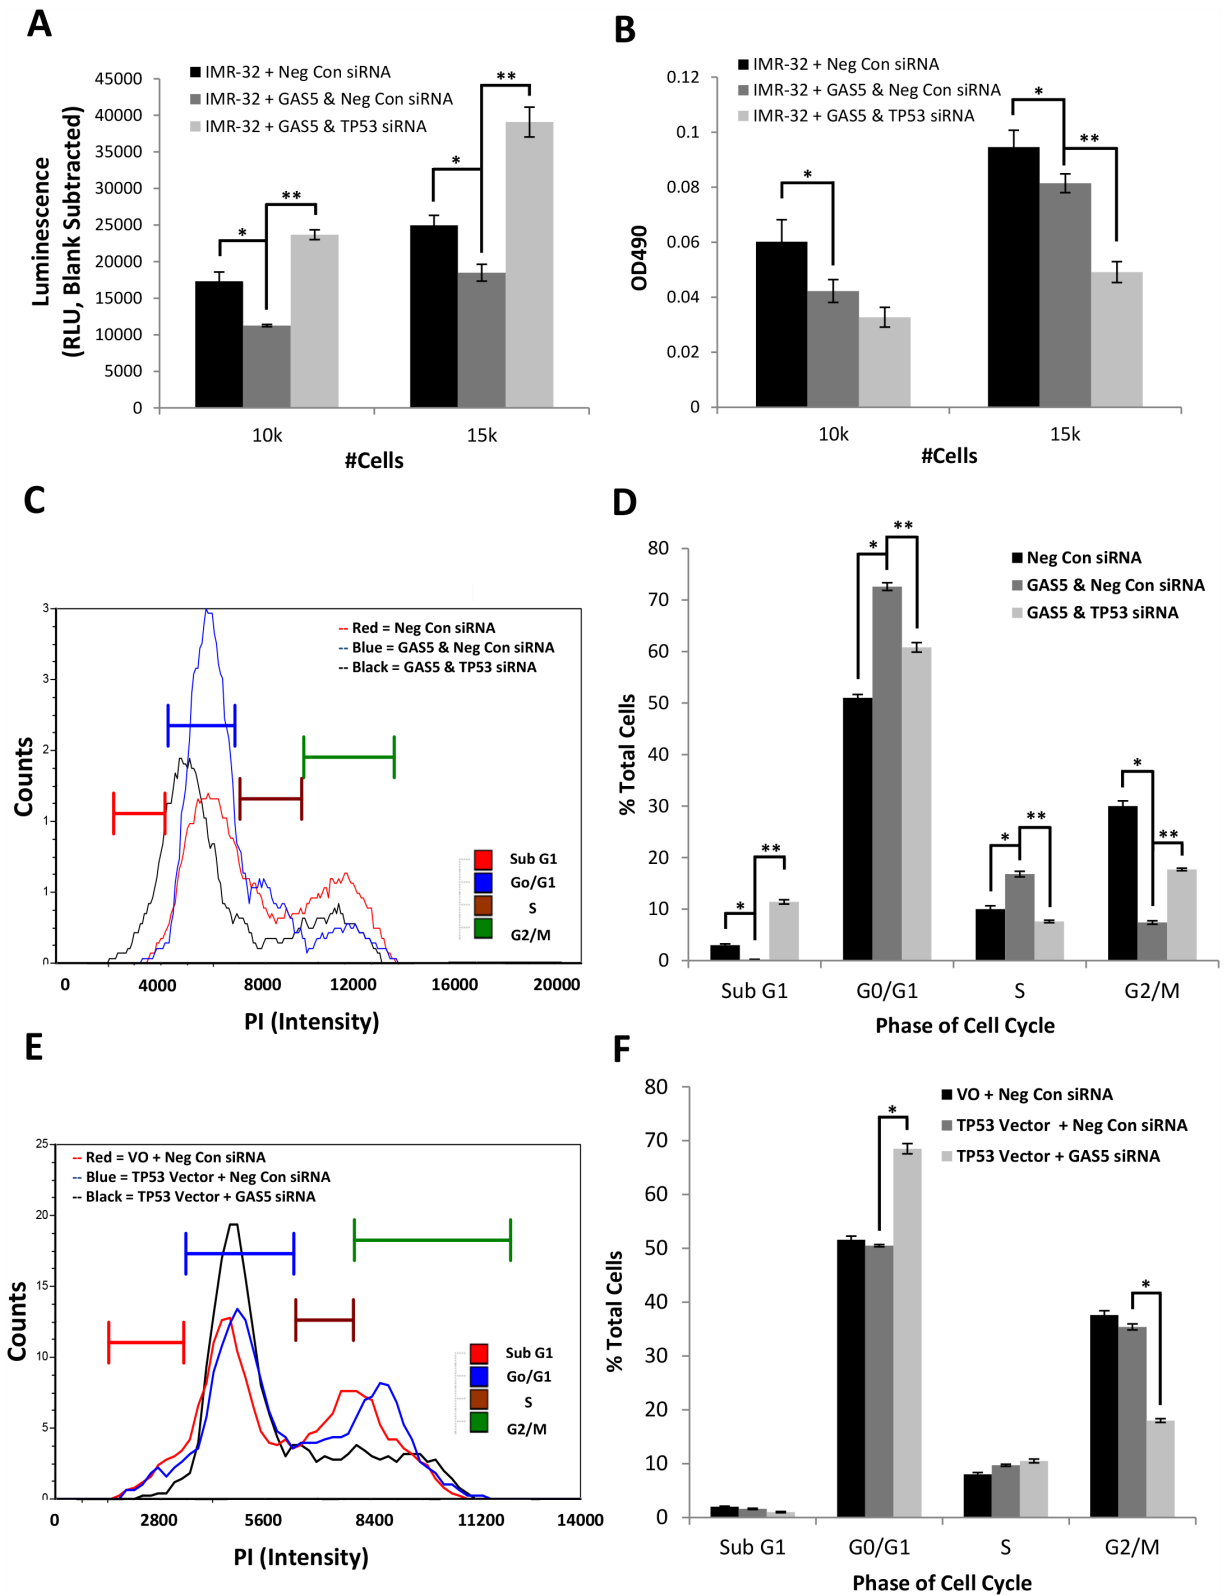 A
IMR-32 + Neg Con siRNA
IMR-32 + GAS5 & Neg Con siRNA
IMR-32 + GAS5 & TP53 siRNA
Luminescence
(RLU, Blank Subtracted)
45000
40000
35000
30000
25000
20000
15000
10000
5000
0
*
**
*
**
10k
15k
#Cells
B
IMR-32 + Neg Con siRNA
IMR-32 + GAS5 & Neg Con siRNA
IMR-32 + GAS5 & TP53 siRNA
OD490
0.12
0.1
0.08
0.06
0.04
0.02
0
*
*
**
10k
15k
#Cells
C
-- Red = Neg Con siRNA
-- Blue = GAS5 & Neg Con siRNA
-- Black = GAS5 & TP53 siRNA
Counts
3
3
2
1
1
0
Sub G1
Go/G1
S
G2/M
0 4000 8000 12000 16000 20000
PI (Intensity)
D
Neg Con siRNA
GAS5 & Neg Con siRNA
GAS5 & TP53 siRNA
% Total Cells
80
70
60
50
40
30
20
10
0
*
**
*
**
*
**
*
**
Sub G1 G0/G1 S G2/M
Phase of Cell Cycle
E
-- Red = VO + Neg Con siRNA
-- Blue = TP53 Vector + Neg Con siRNA
-- Black = TP53 Vector + GAS5 siRNA
Counts
25
20
15
10
5
0
Sub G1
Go/G1
S
G2/M
0 2800 5600 8400 11200 14000
PI (Intensity)
F
VO + Neg Con siRNA
TP53 Vector + Neg Con siRNA
TP53 Vector + GAS5 siRNA
% Total Cells
80
70
60
50
40
30
20
10
0
*
*
Sub G1 G0/G1 S G2/M
Phase of Cell Cycle